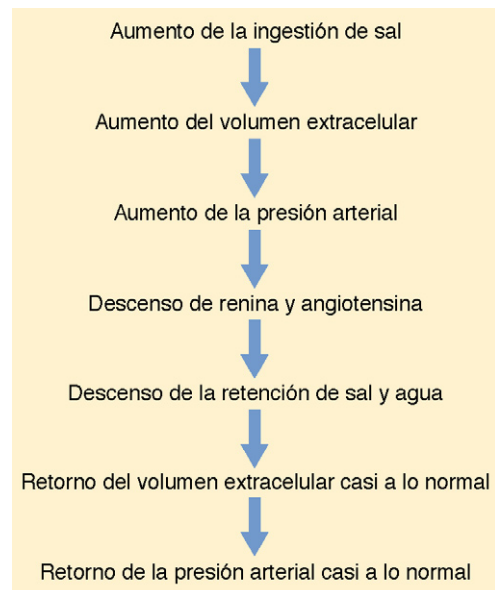 Aumento de la ingestión de sal
Aumento del volumen extracelular
Aumento de la presión arterial
Descenso de renina y angiotensina
Descenso de la retención de sal y agua
Retorno del volumen extracelular casi a lo normal
Retorno de la presión arterial casi a lo normal